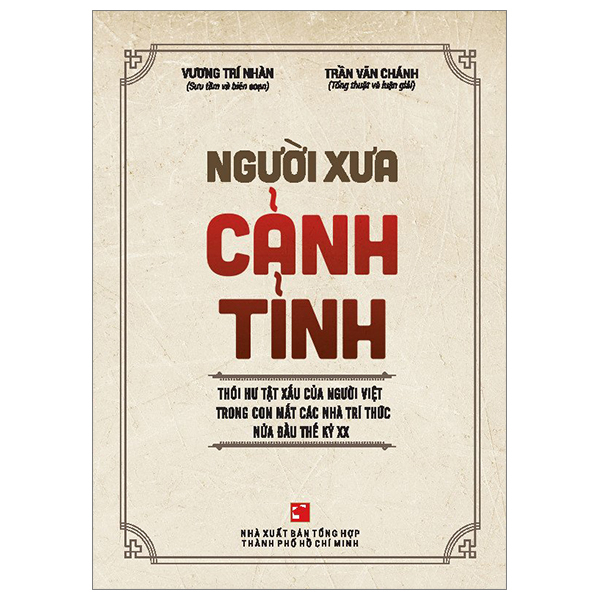 VƯƠNG TRÍ NHÀN
(Sưu tầm và biên soạn)
TRẦN VĂN CHÁNH
(Tổng thuật và luận giải)
NGƯỜI XƯA
CẢNH
TỈNH
THÓI HƯ TẬT XẤU CỦA NGƯỜI VIỆT
TRONG CON MẮT CÁC NHÀ TRÍ THỨC
NỬA ĐẦU THẾ KỶ XX
NHÀ XUẤT BẢN TỔNG HỢP
THÀNH PHỐ HỒ CHÍ MINH